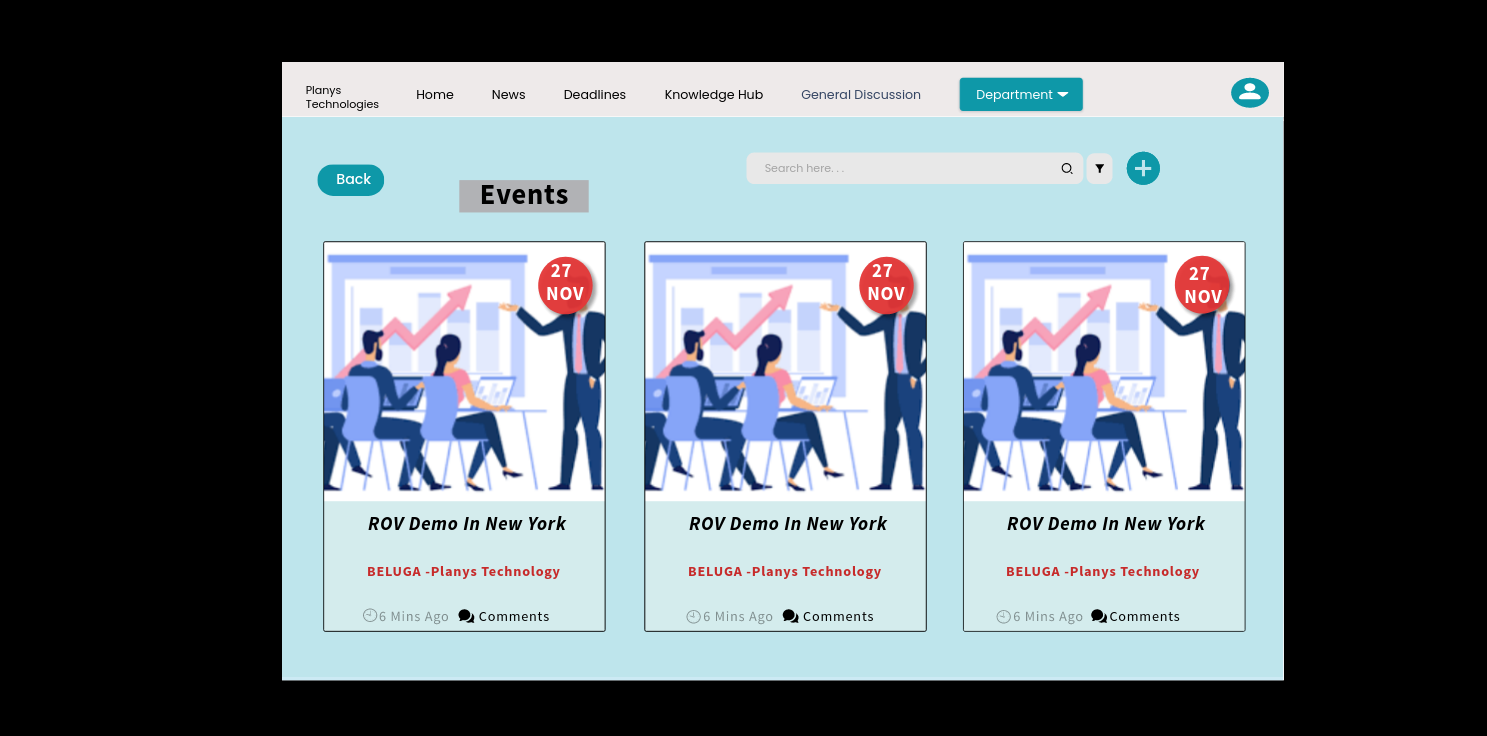 Planys
Technologies
Home
News
Deadlines
Knowledge Hub
General Discussion
Department
Back
Events
Search here. . .
27
NOV
27
NOV
27
NOV
ROV Demo In New York
ROV Demo In New York
ROV Demo In New York
BELUGA -Planys Technology
BELUGA -Planys Technology
BELUGA -Planys Technology
6 Mins Ago
Comments
6 Mins Ago
Comments
6 Mins Ago
Comments